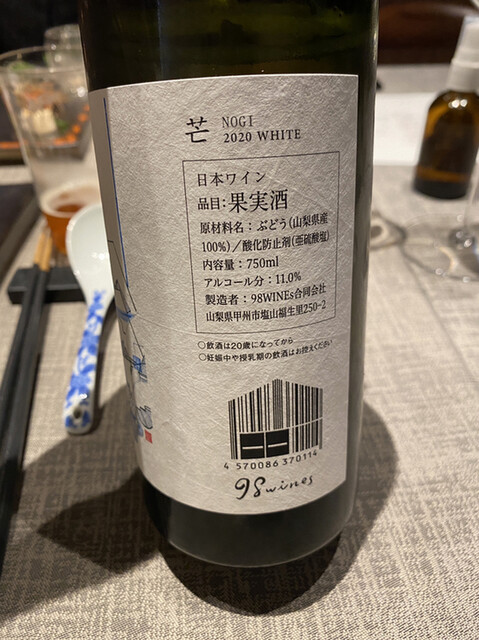 芒 NOGI
2020 WHITE
日本ワイン
品目:果実酒
原材料名:ぶどう(山梨県産
100%)/酸化防止剤(亜硫酸塩)
内容量:750ml
アルコール分:11.0%
製造者:98WINEs合同会社
山梨県甲州市塩山福生里250-2
○飲酒は20歳になってから
○妊娠中や授乳期の飲酒はお控えください
4 570086 370114
98wines